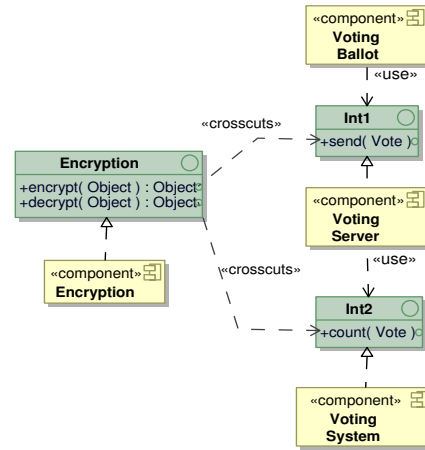 «component»
Voting
Ballot
«use»
Int1
+send( Vote )
«crosscuts»
Encryption
+encrypt( Object ) : Object
+decrypt( Object ) : Object
«component»
Encryption
«component»
Voting
Server
«use»
«crosscuts»
Int2
+count( Vote )
«component»
Voting
System